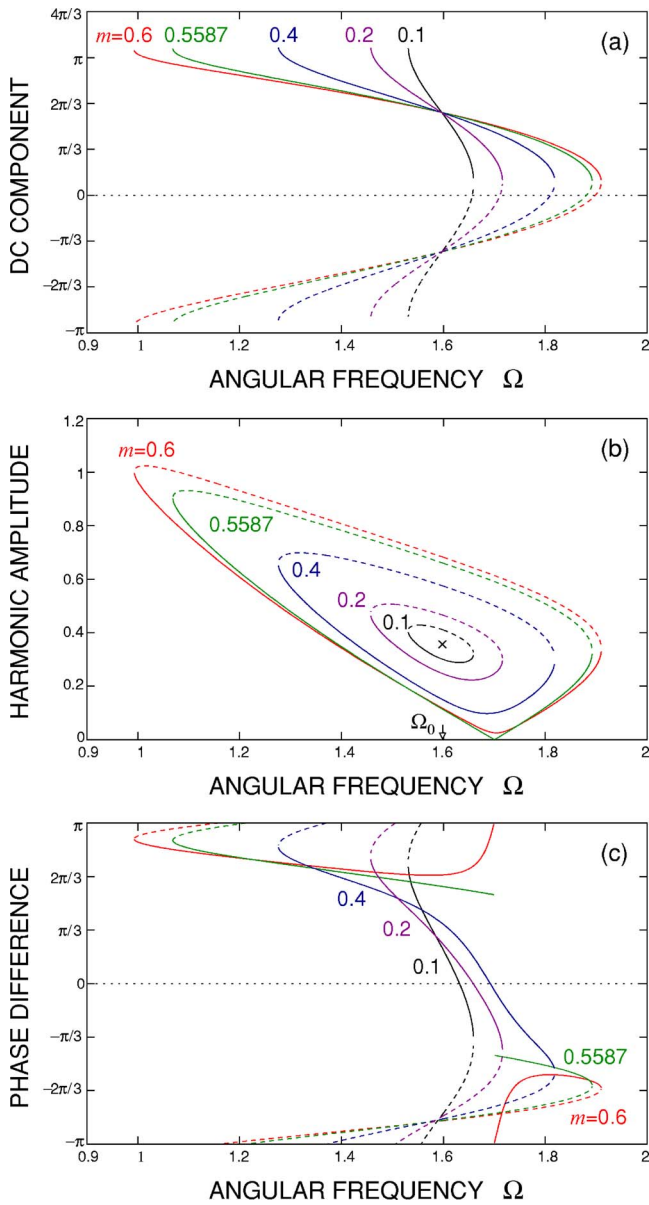 4π/3
m=0.6 0.5587 0.4 0.2 0.1 (a)
π
2π/3
π/3
0
−π/3
−2π/3
−π
DC COMPONENT
0.9 1 1.2 1.4 1.6 1.8 2
ANGULAR FREQUENCY Ω
1.2
(b)
m=0.6
1
0.8
0.5587
0.6
0.4
0.2
0.4
0.1
×
0.2
Ω0
0
HARMONIC AMPLITUDE
0.9 1 1.2 1.4 1.6 1.8 2
ANGULAR FREQUENCY Ω
π
(c)
2π/3
0.4
π/3
0.2
0.1
0
−π/3
0.5587
−2π/3
m=0.6
−π
PHASE DIFFERENCE
0.9 1 1.2 1.4 1.6 1.8 2
ANGULAR FREQUENCY Ω